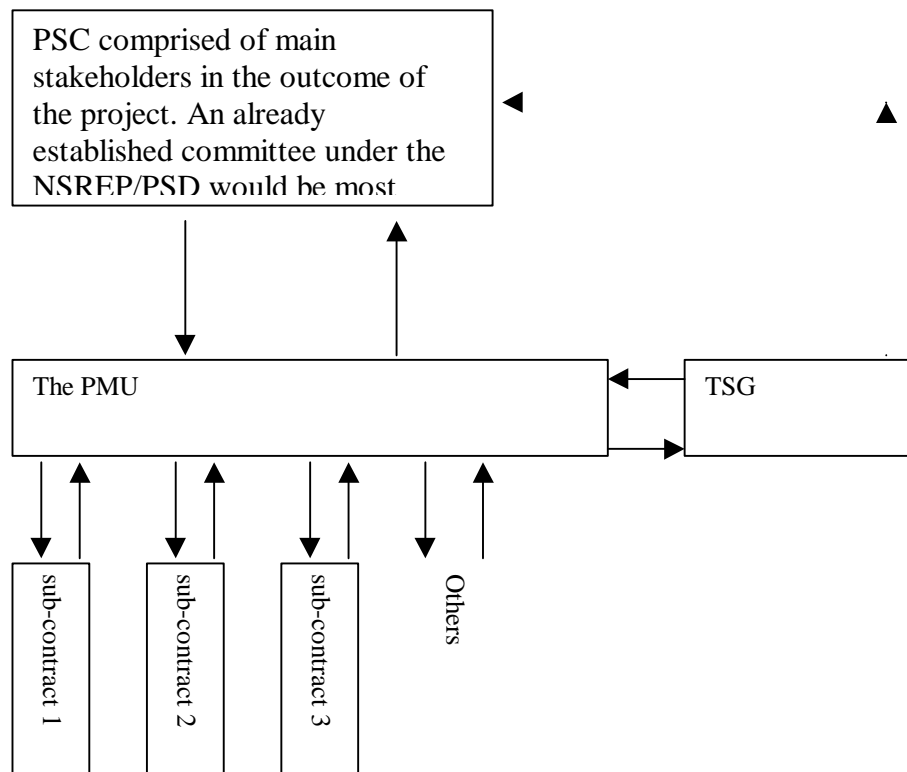 PSC comprised of main
stakeholders in the outcome of
the project. An already
established committee under the
NSREP/PSD would be most
The PMU
TSG
sub-contract 1
sub-contract 2
sub-contract 3
Others